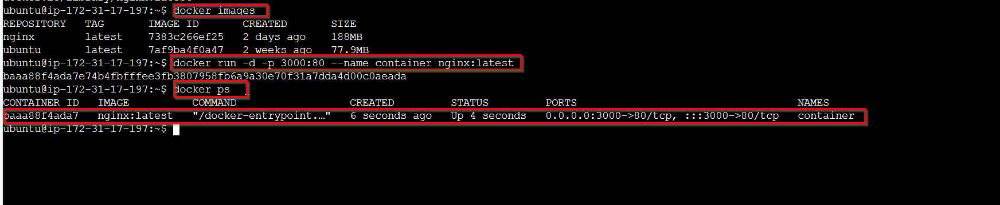 ubuntu@ip-172-31-17-197:~$ docker images
REPOSITORY TAG IMAGE ID CREATED SIZE
nginx latest 7383c266ef25 2 days ago 188MB
ubuntu latest 7af9ba4f0a47 2 weeks ago 77.9MB
ubuntu@ip-172-31-17-197:~$ docker run -d -p 3000:80 --name container nginx:latest
baaa88f4ada7e74b4fbfffee3fb3807958fb6a9a30e70f31a7dda4d00c0aeada
ubuntu@ip-172-31-17-197:~$ docker ps
CONTAINER ID IMAGE COMMAND CREATED STATUS PORTS NAMES
baaa88f4ada7 nginx:latest "/docker-entrypoint.…" 6 seconds ago Up 4 seconds 0.0.0.0:3000->80/tcp, :::3000->80/tcp container
ubuntu@ip-172-31-17-197:~$